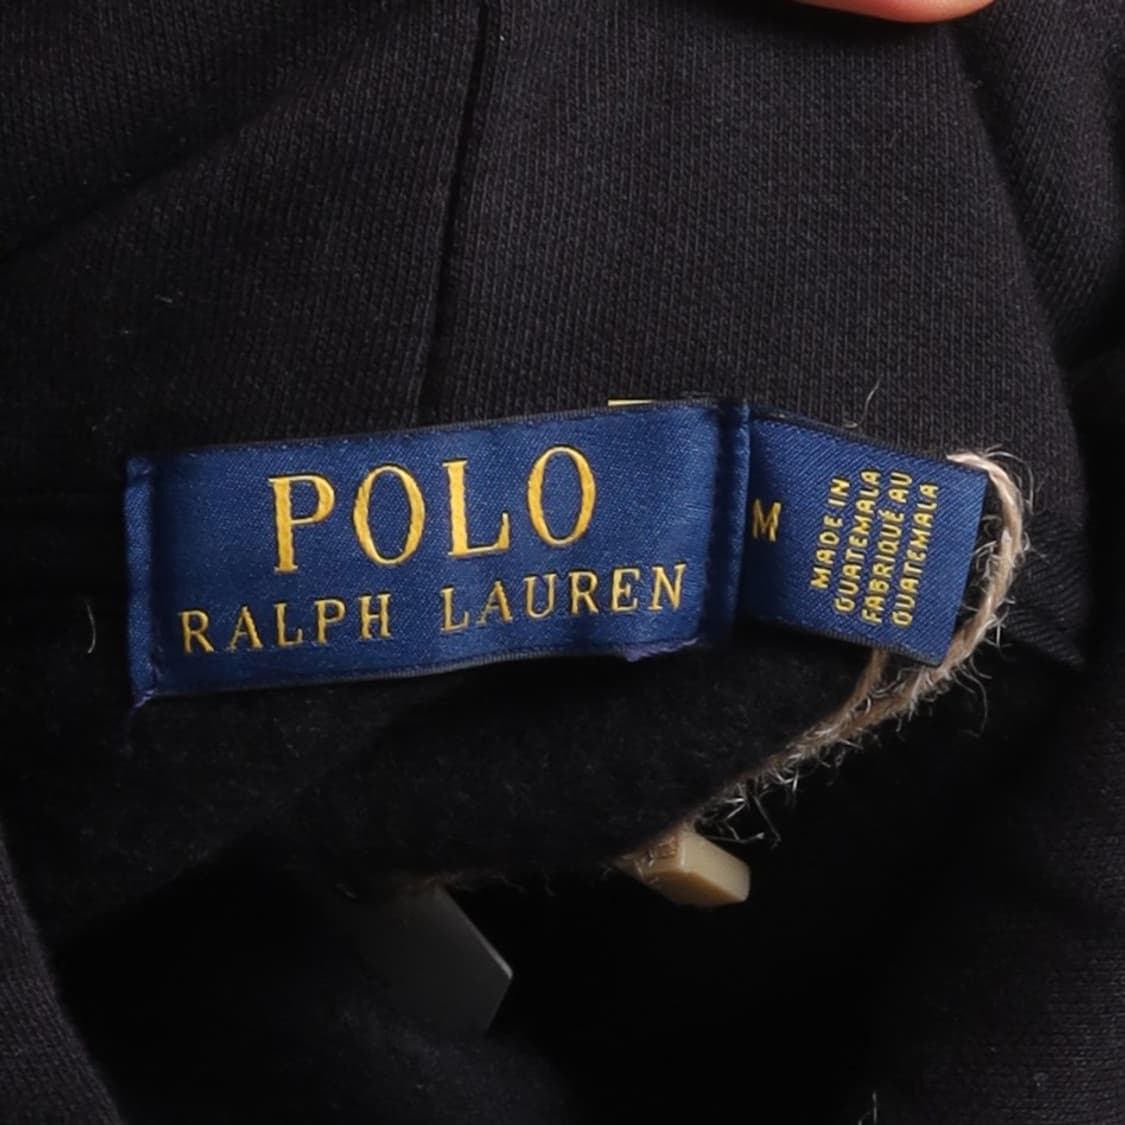 POLO
RALPH LAUREN
M
MADE IN
GUATEMALA
FABRIQUÉ AU
GUATEMALA